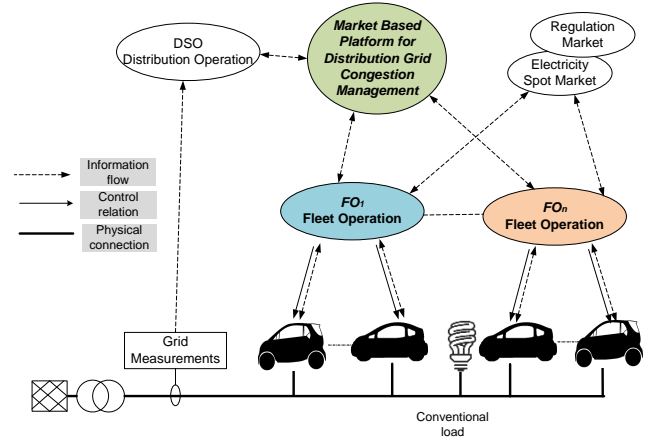 DSO
Distribution Operation
Market Based
Platform for
Distribution Grid
Congestion
Management
Regulation
Market
Electricity
Spot Market
Information
flow
Control
relation
Physical
connection
FO1
Fleet Operation
FOn
Fleet Operation
Grid
Measurements
Conventional
load